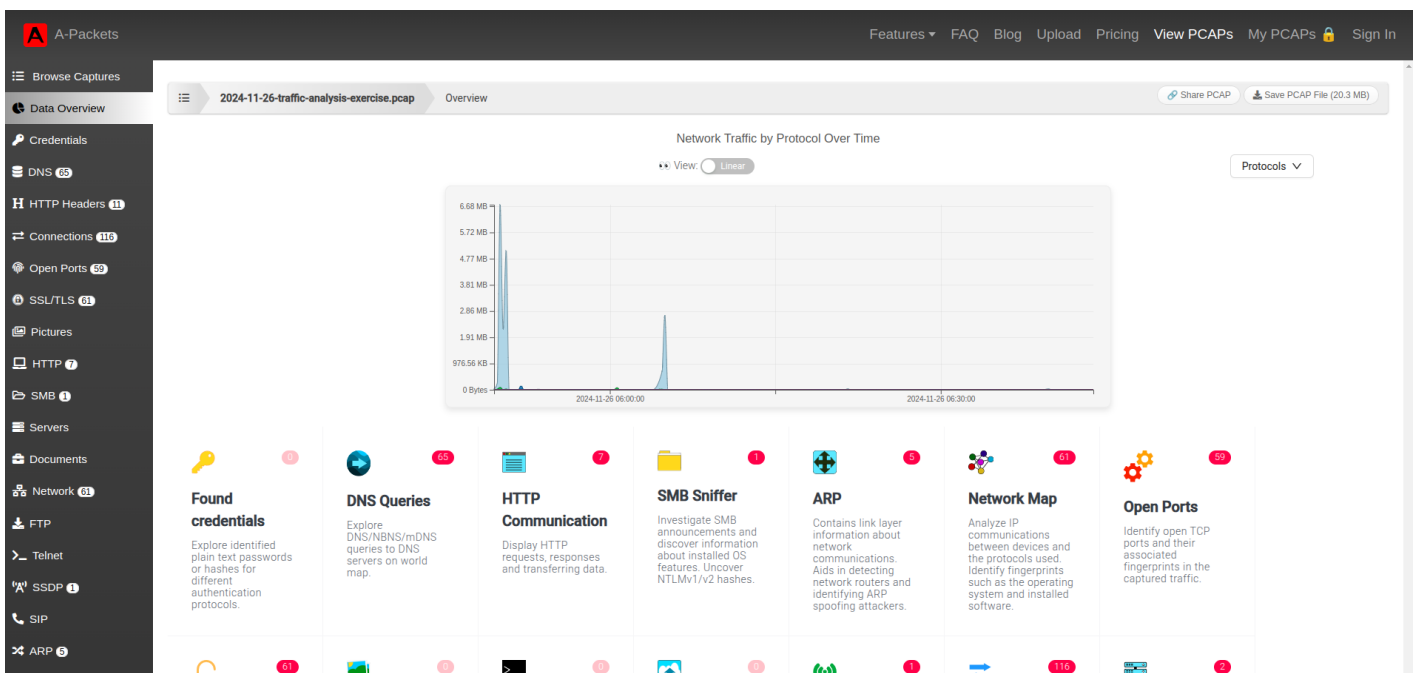 A A-Packets
Features FAQ Blog Upload Pricing View PCAPs My PCAPs Sign In
Browse Captures
Data Overview
Credentials
DNS 65
H HTTP Headers 11
Connections 116
Open Ports 59
SSL/TLS 61
Pictures
HTTP 7
SMB 1
Servers
Documents
Network 61
FTP
Telnet
SSDP 1
SIP
ARP 5
2024-11-26-traffic-analysis-exercise.pcap Overview
Share PCAP Save PCAP File (20.3 MB)
Network Traffic by Protocol Over Time
View: Linear
Protocols
6.68 MB
5.72 MB
4.77 MB
3.81 MB
2.86 MB
1.91 MB
976.56 KB
0 Bytes
2024-11-26 06:00:00 2024-11-26 06:30:00
0
Found
credentials
Explore identified
plain text passwords
or hashes for
different
authentication
protocols.
65
DNS Queries
Explore
DNS/NBNS/mDNS
queries to DNS
servers on world
map.
7
HTTP
Communication
Display HTTP
requests, responses
and transferring data.
1
SMB Sniffer
Investigate SMB
announcements and
discover information
about installed OS
features. Uncover
NTLMv1/v2 hashes.
5
ARP
Contains link layer
information about
network
communications.
Aids in detecting
network routers and
identifying ARP
spoofing attackers.
61
Network Map
Analyze IP
communications
between devices and
the protocols used.
Identify fingerprints
such as the operating
system and installed
software.
59
Open Ports
Identify open TCP
ports and their
associated
fingerprints in the
captured traffic.
61 0 0 0 1 116 2